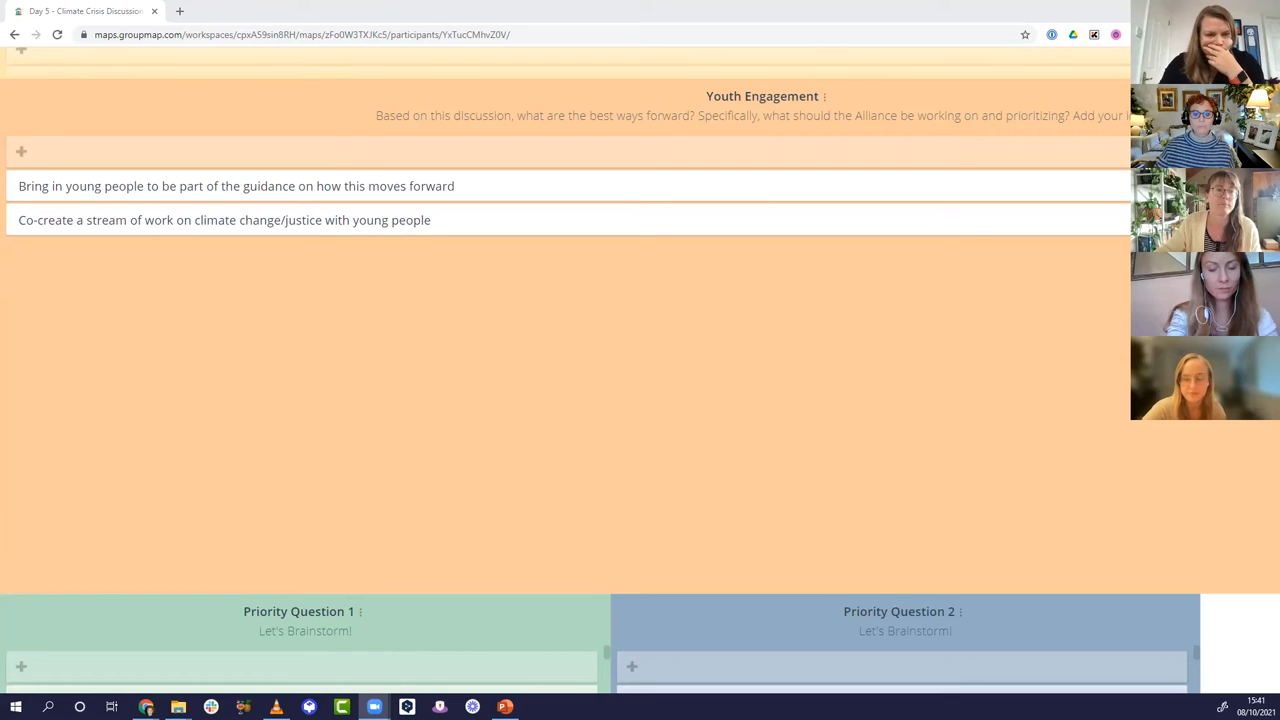 Day 5 - Climate Crisis Discussion
maps.groupmap.com/workspaces/cpxA59sin8RH/maps/zFo0W3TXJKc5/participants/YxTucCMhvZ0V/
Youth Engagement
Based on this discussion, what are the best ways forward? Specifically, what should the Alliance be working on and prioritizing? Add your
Bring in young people to be part of the guidance on how this moves forward
Co-create a stream of work on climate change/justice with young people
Priority Question 1
Let's Brainstorm!
Priority Question 2
Let's Brainstorm!
15:41
08/10/2021